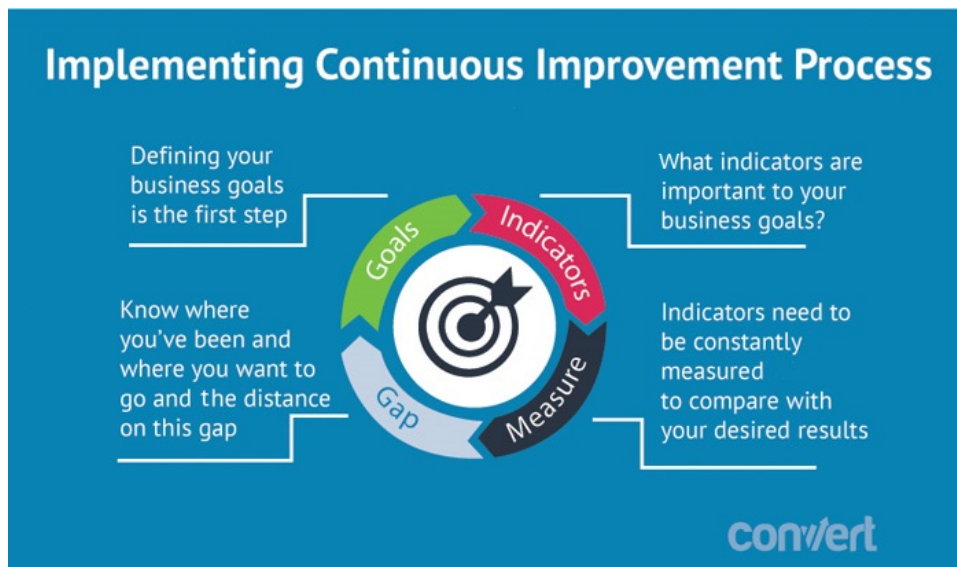 Implementing Continuous Improvement Process
Defining your
business goals
is the first step
What indicators are
important to your
business goals?
Goals
Indicators
Know where
you've been and
where you want to
go and the distance
on this gap
Indicators need to
be constantly
measured
to compare with
your desired results
Gap
Measure
convert